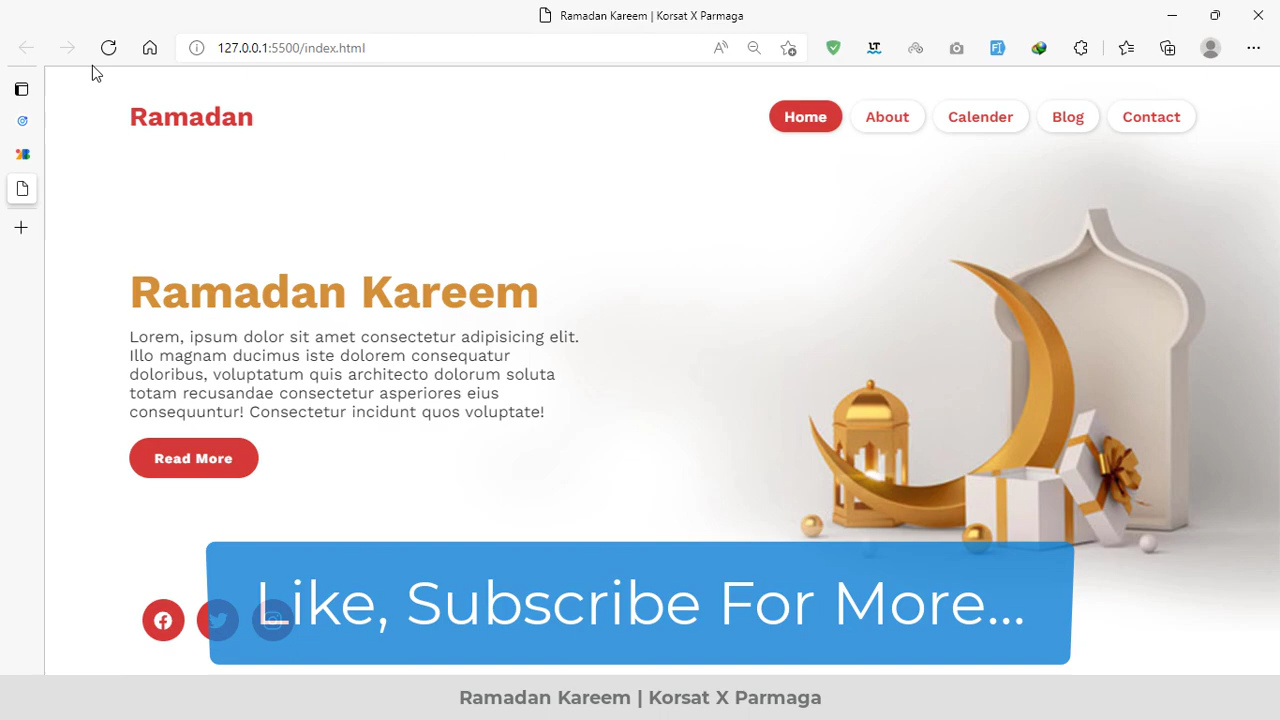 Ramadan Kareem | Korsat X Parmaga
127.0.0.1:5500/index.html
Ramadan
Home
About
Calender
Blog
Contact
Ramadan Kareem
Lorem, ipsum dolor sit amet consectetur adipisicing elit.
Illo magnam ducimus iste dolorem consequatur
doloribus, voluptatum quis architecto dolorum soluta
totam recusandae consectetur asperiores eius
consequuntur! Consectetur incidunt quos voluptate!
Read More
Like, Subscribe For More...
Ramadan Kareem | Korsat X Parmaga